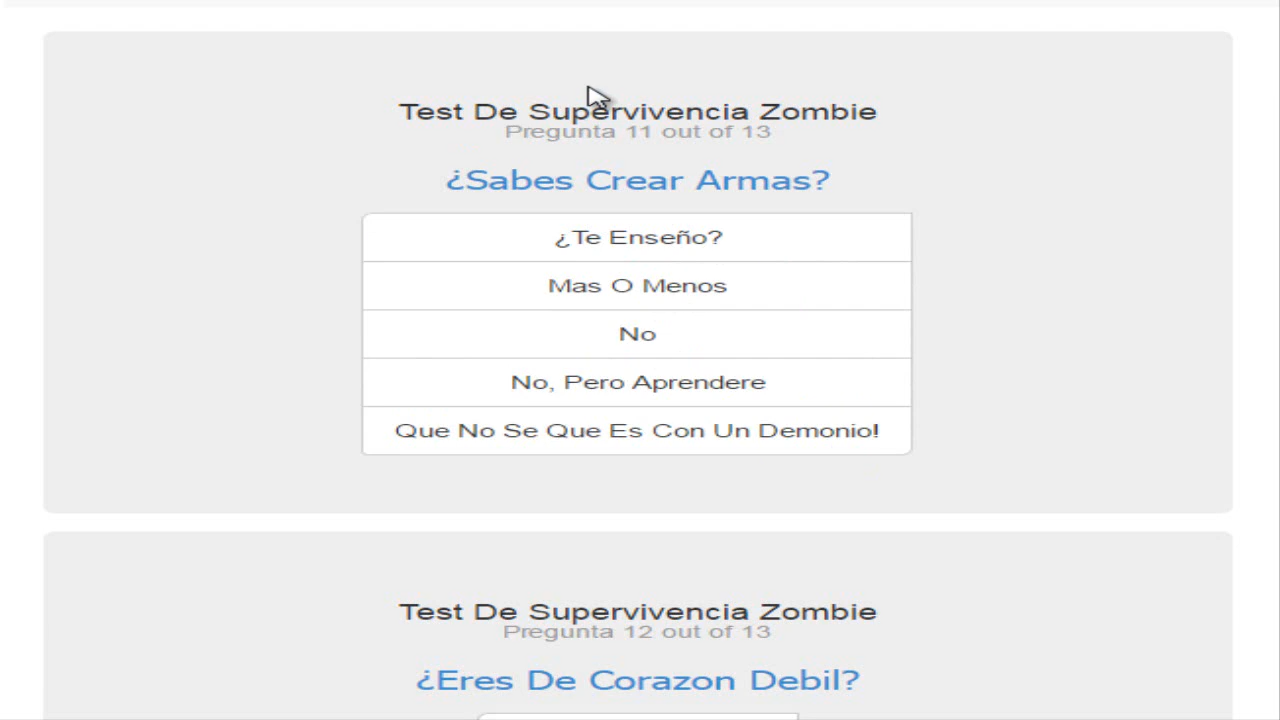 Test De Supervivencia Zombie
Pregunta 11 out of 13
¿Sabes Crear Armas?
¿Te Enseño?
Mas O Menos
No
No, Pero Aprendere
Que No Se Que Es Con Un Demonio!
Test De Supervivencia Zombie
Pregunta 12 out of 13
¿Eres De Corazon Debil?